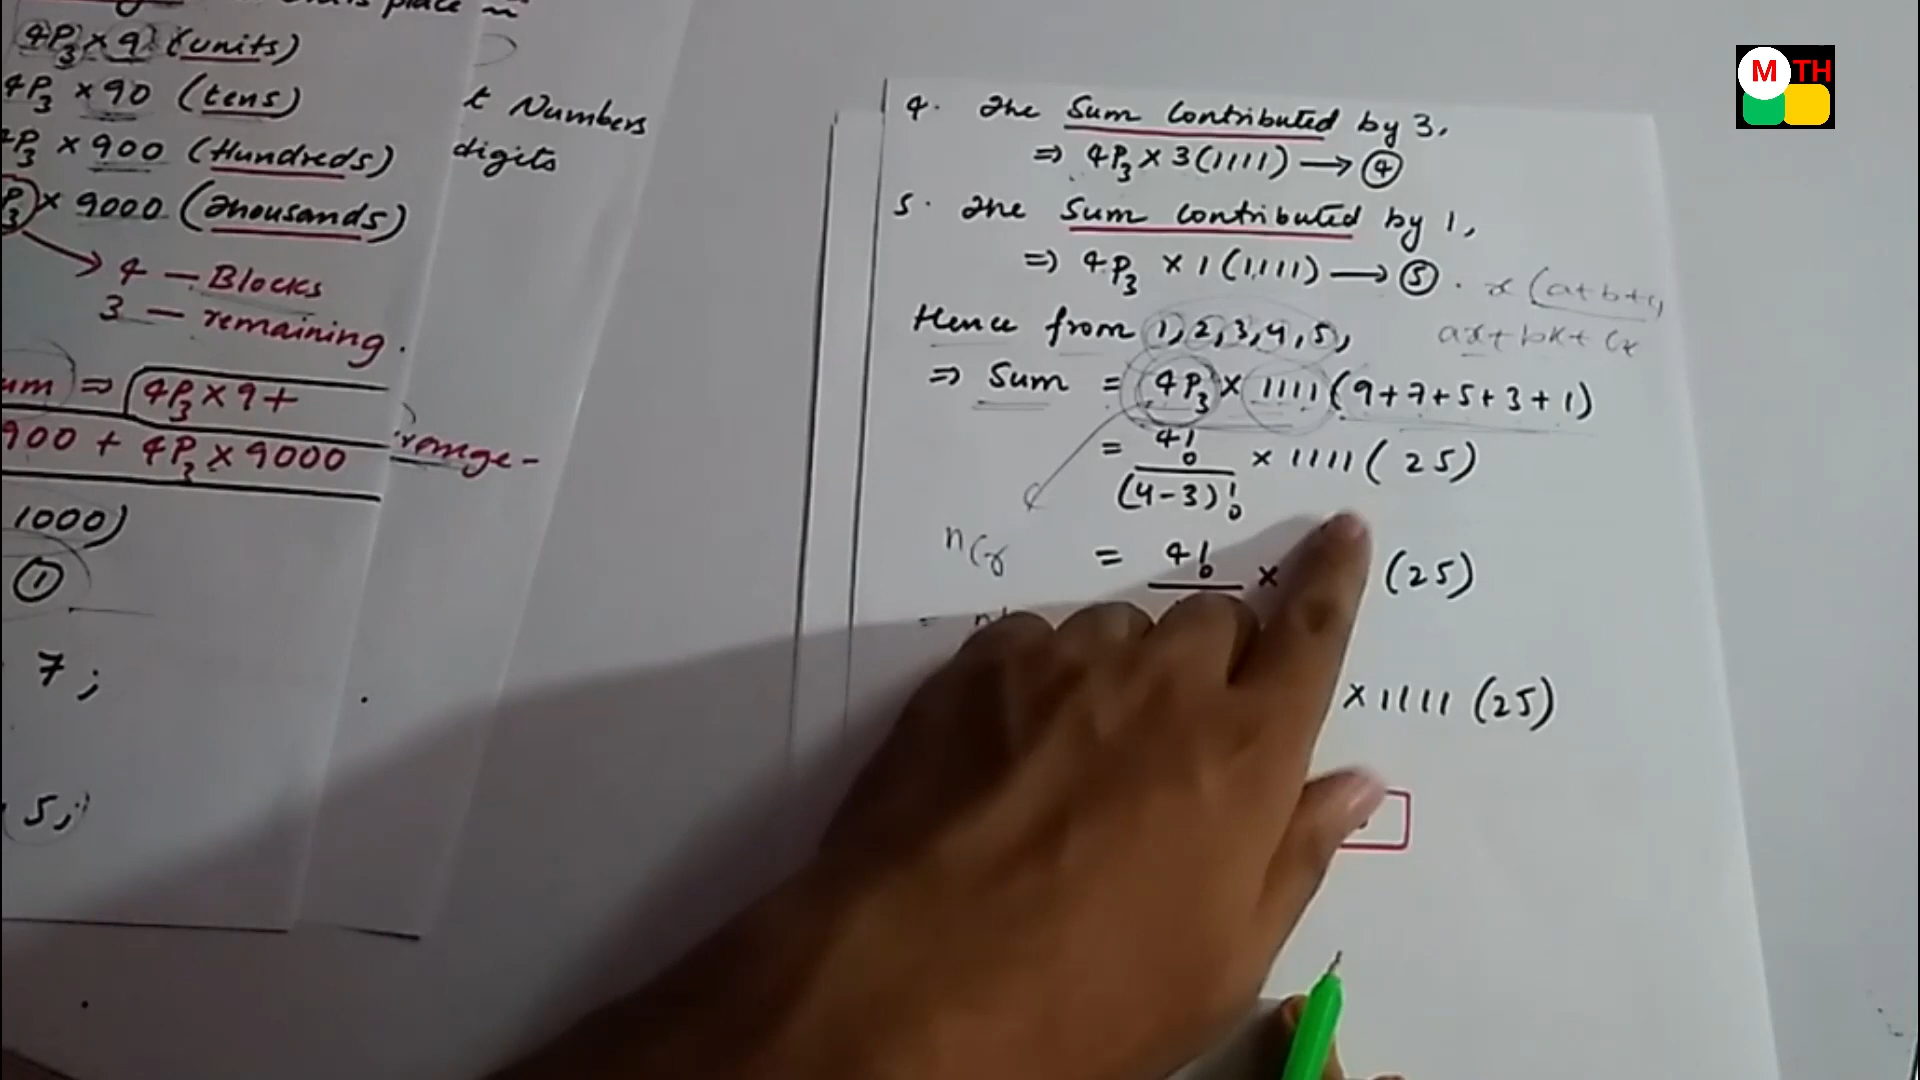 place
4P3 × 9 (units)
4P3 × 90 (tens)
P3 × 900 (Hundreds)
P3 × 9000 (Thousands)
4 — Blocks
3 — remaining.
um ⇒ 4P3 × 9 +
900 + 4P3 × 9000
1000)
①
7;
5;
t Numbers
digits
range-
4. The Sum Contributed by 3,
⇒ 4P3 × 3(1111) → ④
5. The Sum Contributed by 1,
⇒ 4P3 × 1(1111) → ⑤.
x(a+b+c)
Hence from 1,2,3,4,5,
ax+bx+cx
⇒ Sum = 4P3 × 1111(9+7+5+3+1)
= 4!/(4-3)! × 1111(25)
nCr
= 4! × (25)
=
× 1111(25)
M TH